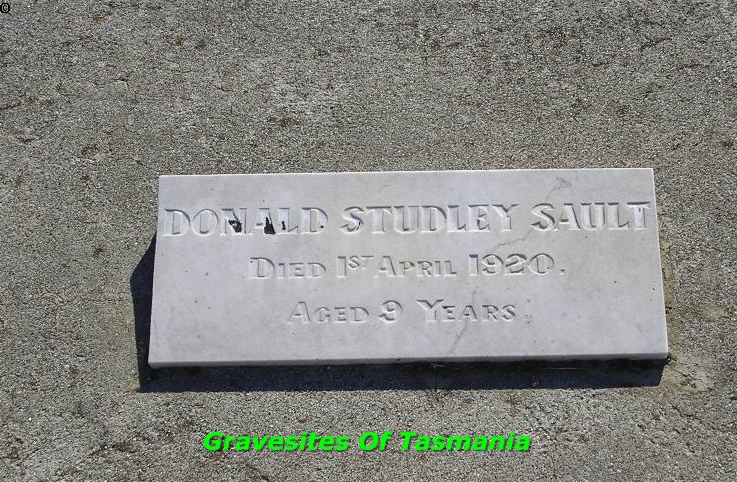 DONALD STUDLEY SAULT
DIED 1ST APRIL 1920.
AGED 9 YEARS.
Gravesites Of Tasmania
©